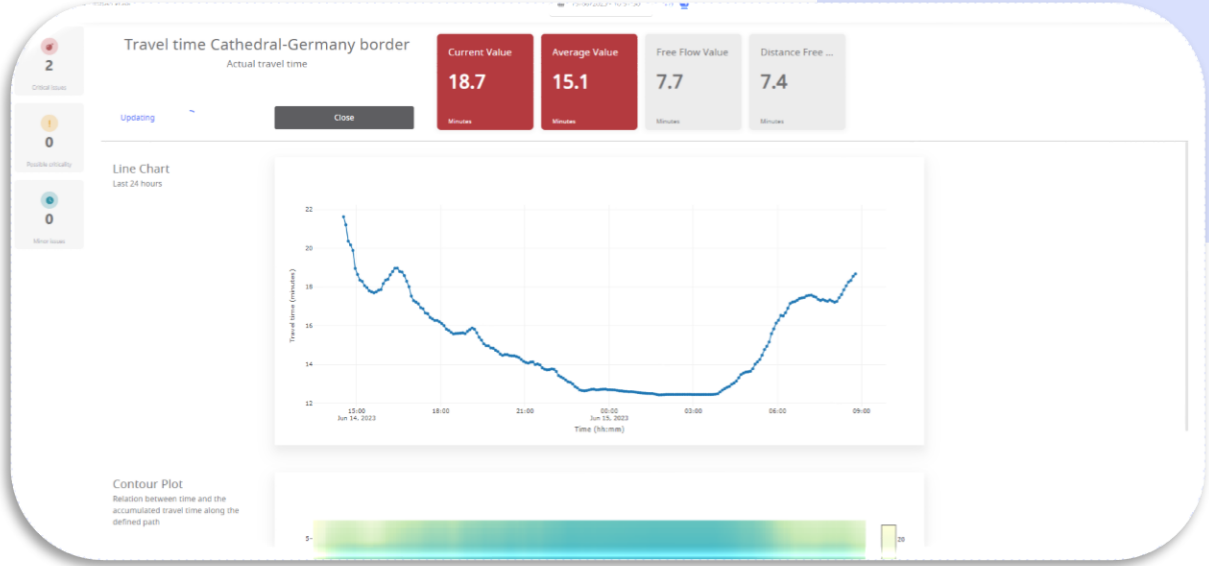 2
Critical Issues
0
Possible criticality
0
Minor Issues
Travel time Cathedral-Germany border
Actual travel time
Updating
Close
Current Value
18.7
Minutes
Average Value
15.1
Minutes
Free Flow Value
7.7
Minutes
Distance Free ...
7.4
Minutes
Line Chart
Last 24 hours
22
20
18
16
14
12
Travel time (minutes)
15:00
Jun 14, 2023
18:00
21:00
00:00
Jun 15, 2023
03:00
06:00
09:00
Time (hh:mm)
Contour Plot
Relation between time and the
accumulated travel time along the
defined path
5
20